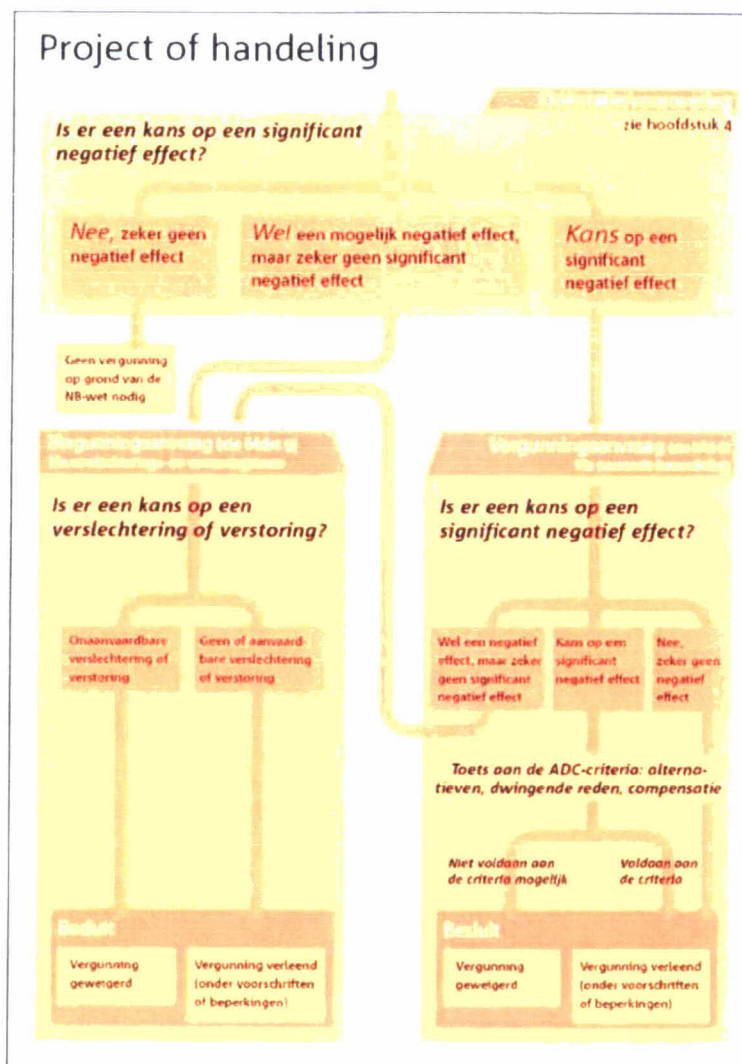 Project of handeling
zie hoofdstuk 4
Is er een kans op een significant
negatief effect?
Nee, zeker geen
negatief effect
Wel een mogelijk negatief effect,
maar zeker geen significant
negatief effect
Kans op een
significant
negatief effect
Geen vergunning
op grond van de
NB-wet nodig
Vergunningaanvraag
Vergunningaanvraag
Is er een kans op een
verslechtering of verstoring?
Onaanvaardbare
verslechtering of
verstoring
Geen of aanvaard-
bare verslechtering
of verstoring
Is er een kans op een
significant negatief effect?
Wel een negatief
effect, maar zeker
geen significant
negatief effect
Kans op een
significant
negatief effect
Nee,
zeker geen
negatief
effect
Toets aan de ADC-criteria: alterna-
tieven, dwingende reden, compensatie
Niet voldaan aan
de criteria mogelijk
Voldaan aan
de criteria
Besluit
Vergunning
geweigerd
Vergunning verleend
(onder voorschriften
of beperkingen)
Besluit
Vergunning
geweigerd
Vergunning verleend
(onder voorschriften
of beperkingen)